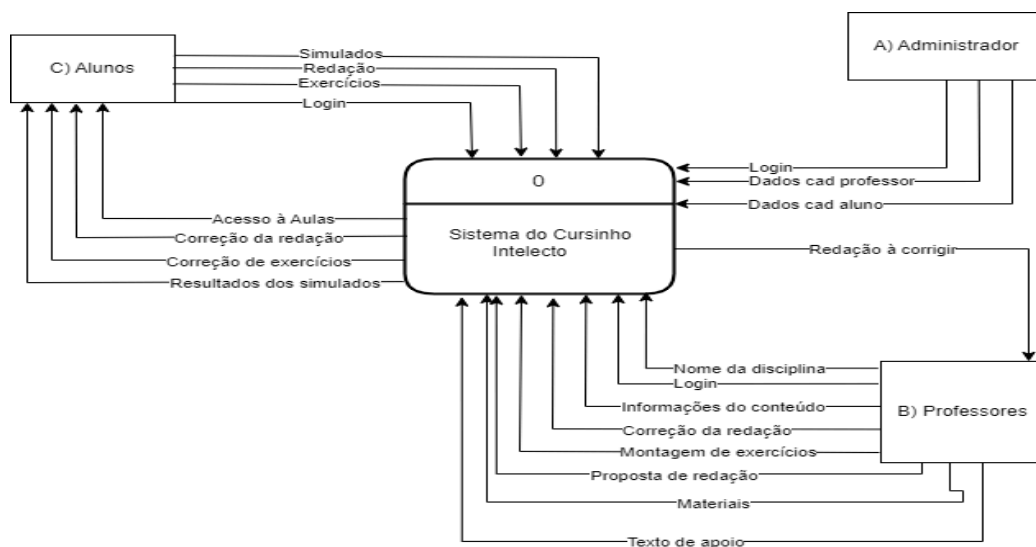 C) Alunos
Simulados
Redação
Exercícios
Login
A) Administrador
Login
Dados cad professor
Dados cad aluno
0
Sistema do Cursinho
Intelecto
Acesso à Aulas
Correção da redação
Correção de exercícios
Resultados dos simulados
Redação à corrigir
B) Professores
Nome da disciplina
Login
Informações do conteúdo
Correção da redação
Montagem de exercícios
Proposta de redação
Materiais
Texto de apoio